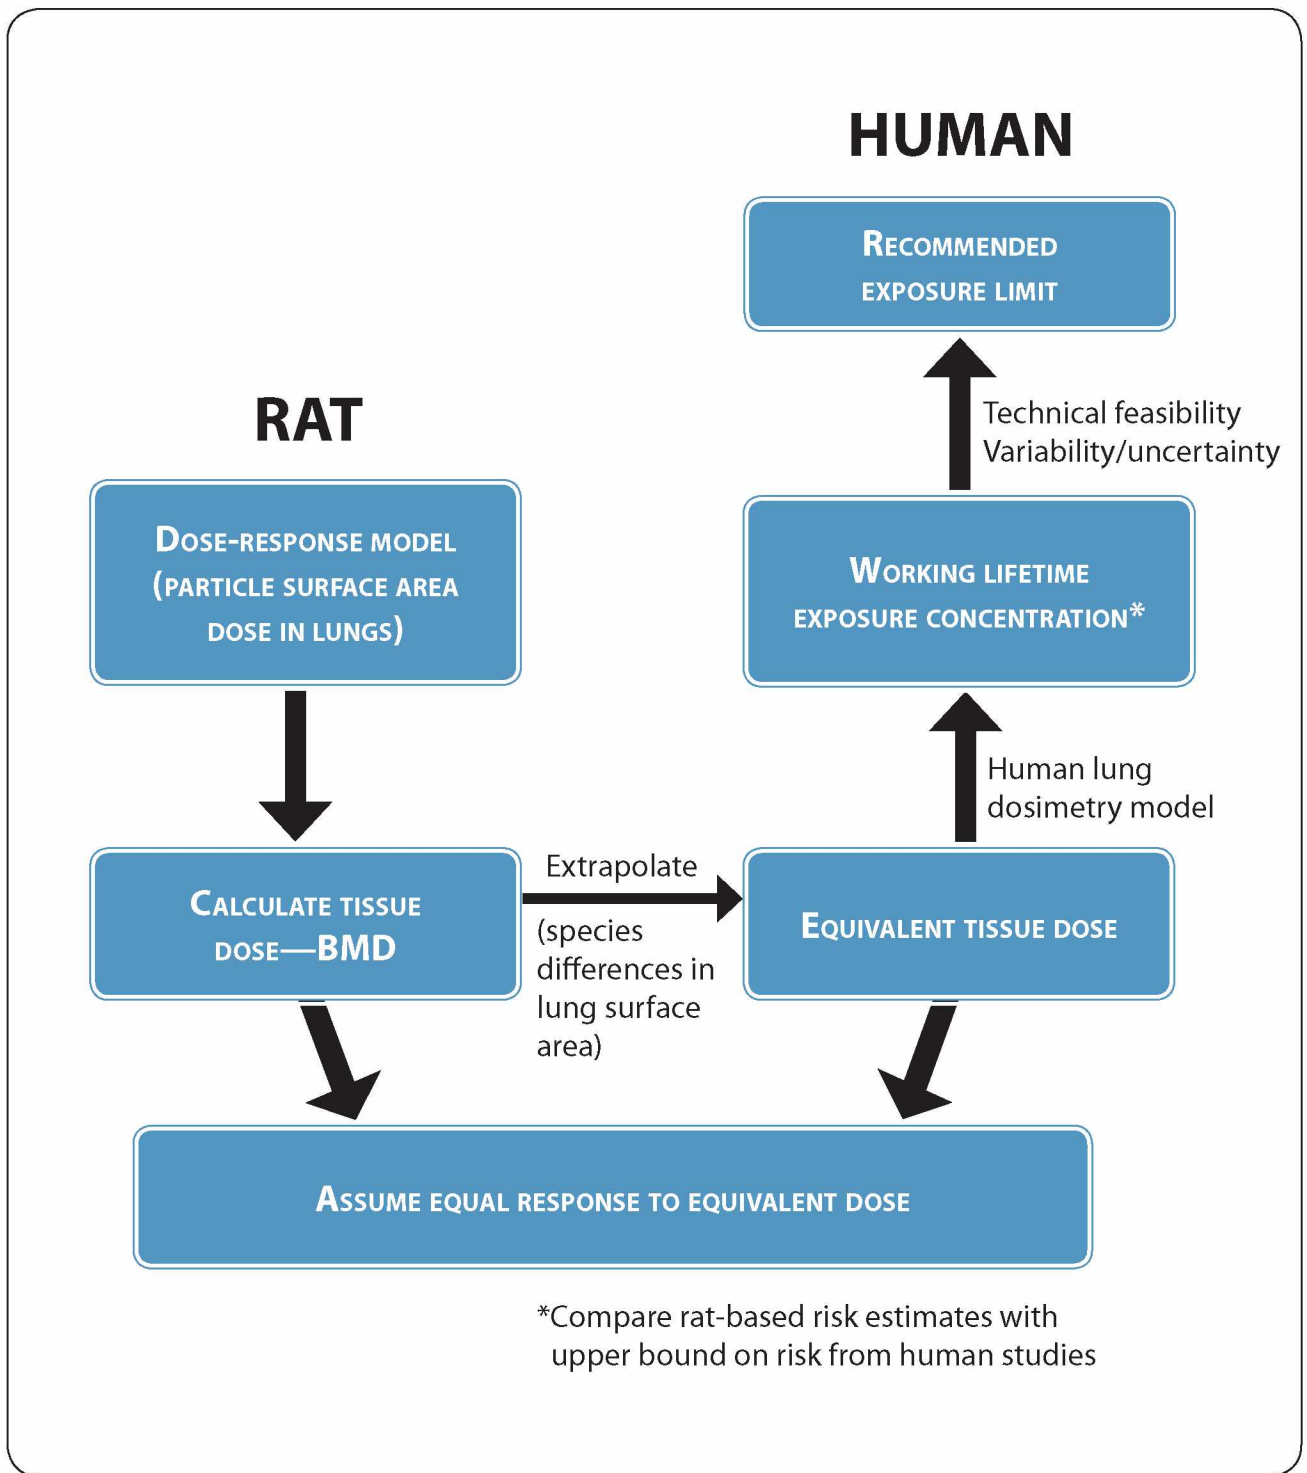 HUMAN
RECOMMENDED
EXPOSURE LIMIT
Technical feasibility
Variability/uncertainty
WORKING LIFETIME
EXPOSURE CONCENTRATION*
Human lung
dosimetry model
EQUIVALENT TISSUE DOSE
RAT
DOSE-RESPONSE MODEL
(PARTICLE SURFACE AREA
DOSE IN LUNGS)
CALCULATE TISSUE
DOSE—BMD
Extrapolate
(species
differences in
lung surface
area)
ASSUME EQUAL RESPONSE TO EQUIVALENT DOSE
*Compare rat-based risk estimates with
upper bound on risk from human studies